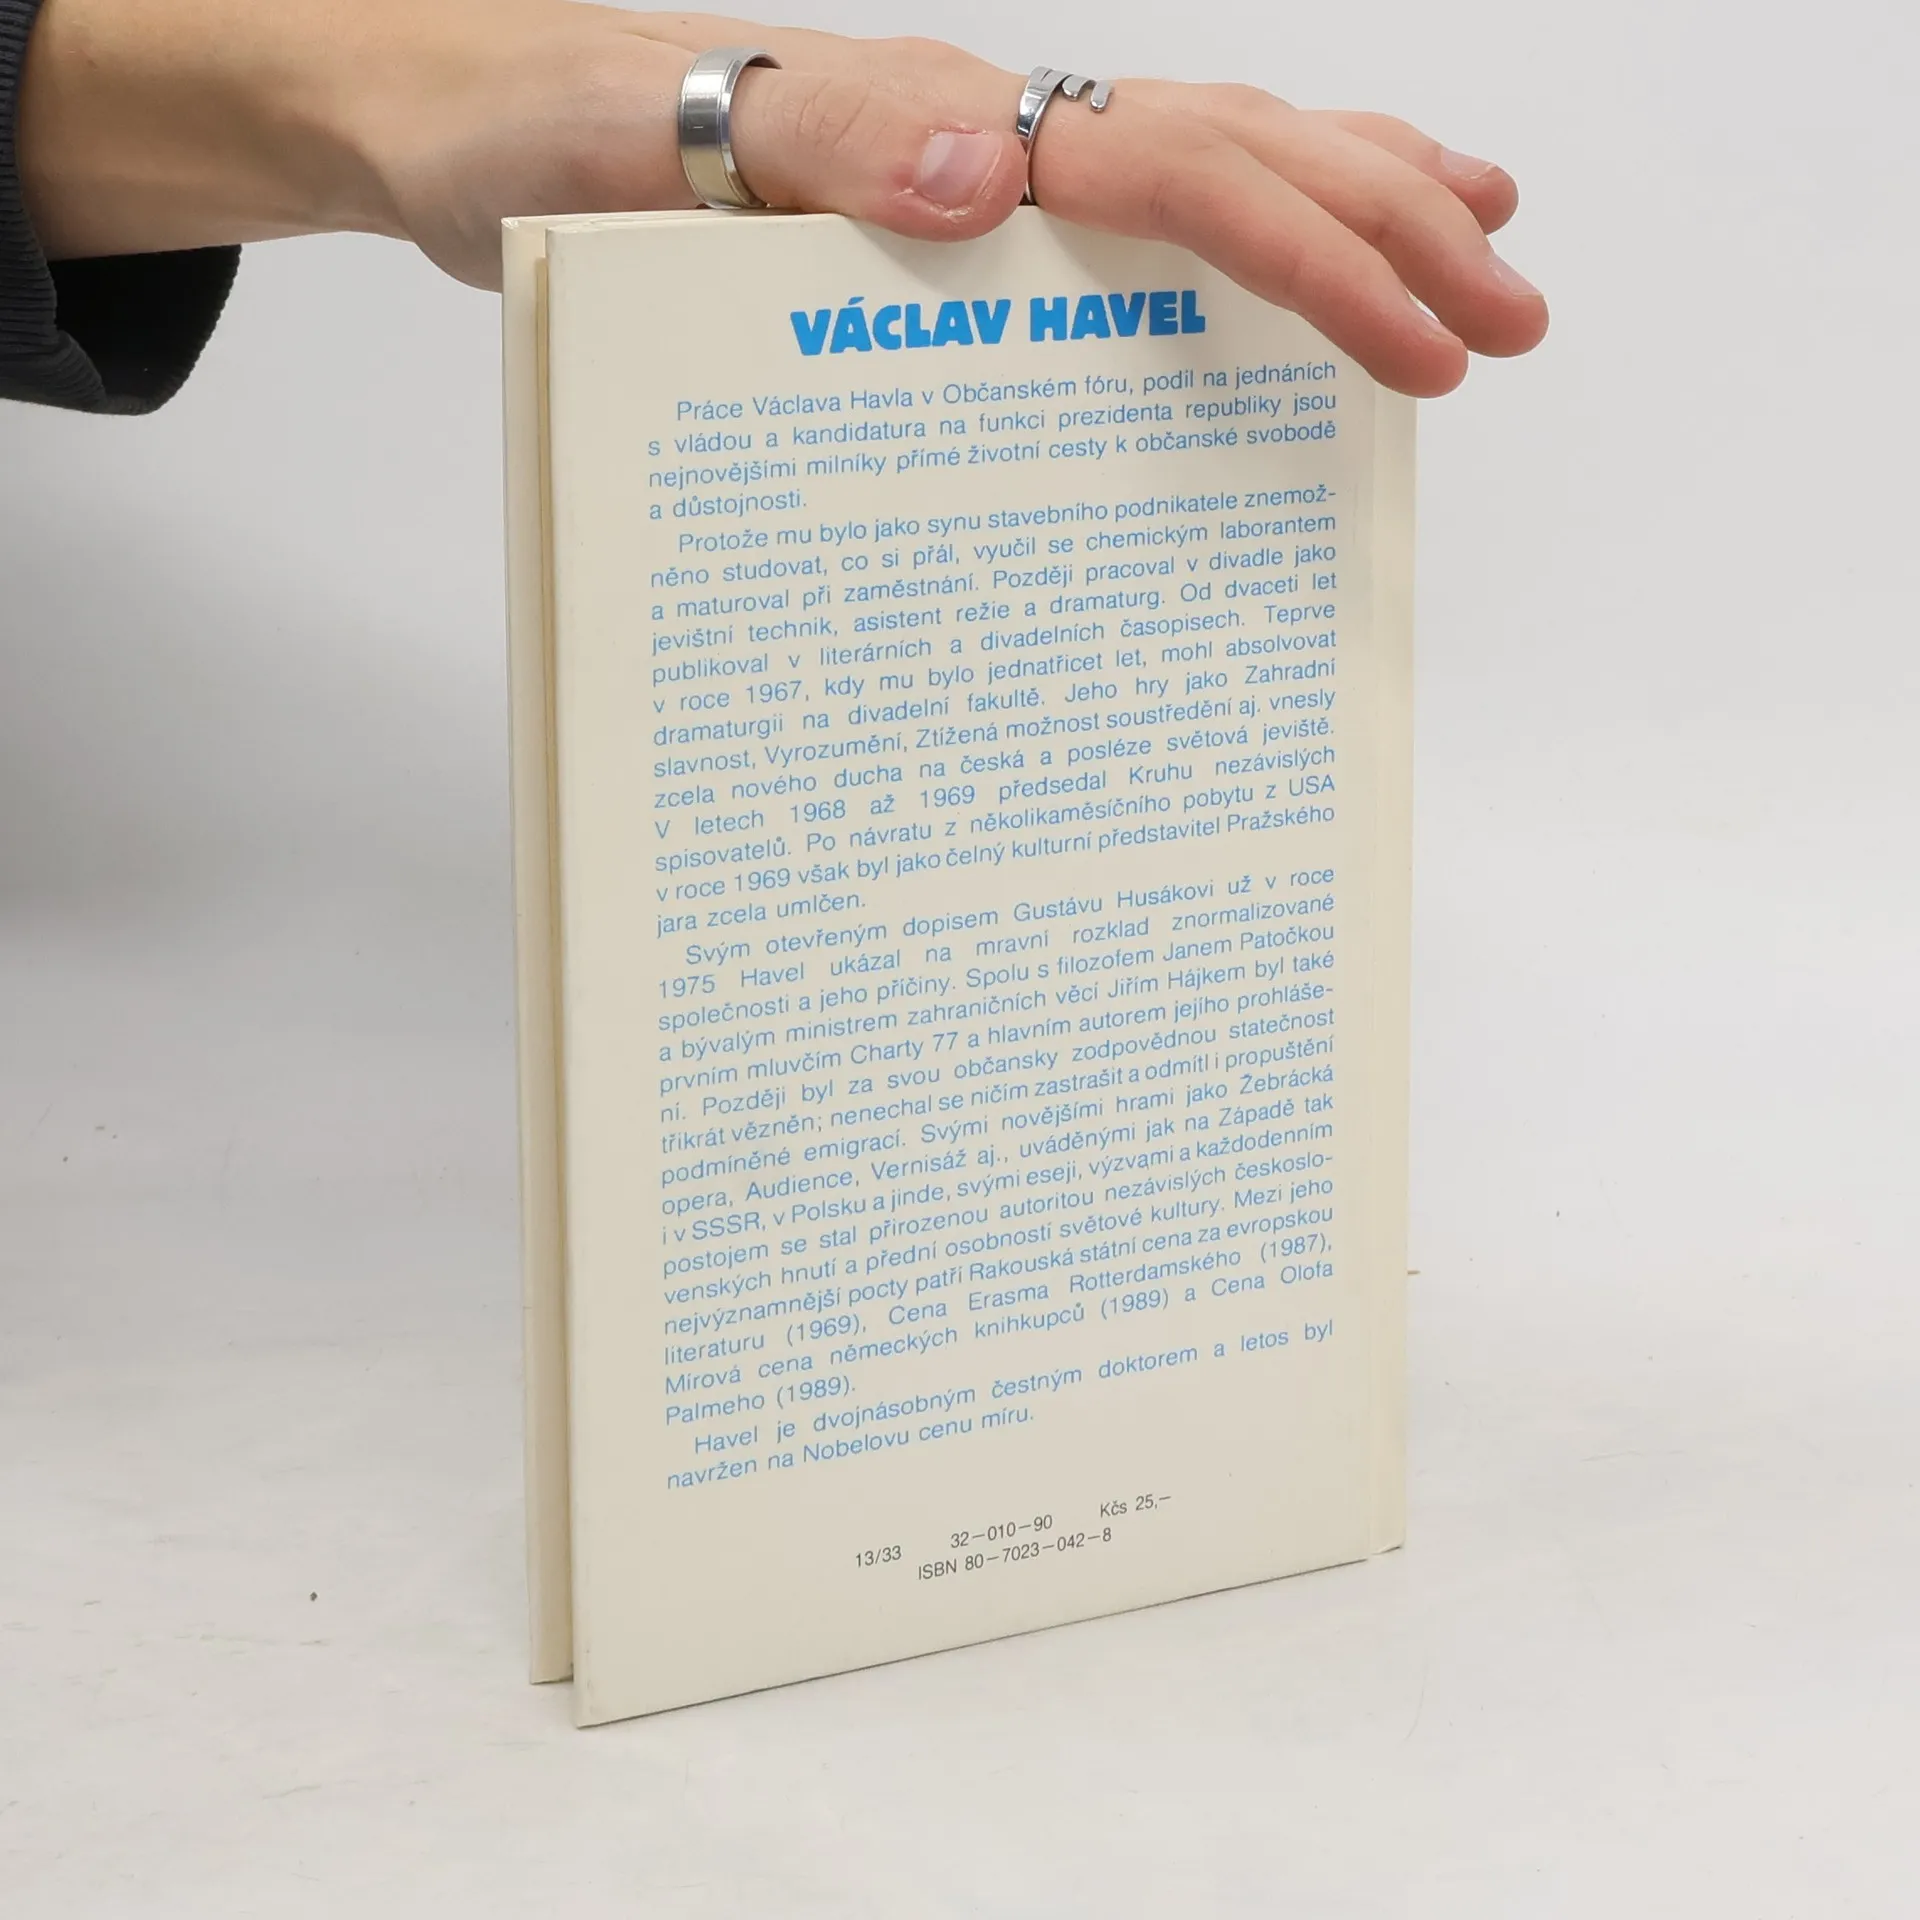 VÁCLAV HAVEL
Práce Václava Havla v Občanském fóru, podíl na jednáních
s vládou a kandidatura na funkci prezidenta republiky jsou
nejnovějšími milníky přímé životní cesty k občanské svobodě
a důstojnosti.
Protože mu bylo jako synu stavebního podnikatele znemož-
něno studovat, co si přál, vyučil se chemickým laborantem
a maturoval při zaměstnání. Později pracoval v divadle jako
jevištní technik, asistent režie a dramaturg. Od dvaceti let
publikoval v literárních a divadelních časopisech. Teprve
v roce 1967, kdy mu bylo jednatřicet let, mohl absolvovat
dramaturgii na divadelní fakultě. Jeho hry jako Zahradní
slavnost, Vyrozumění, Ztížená možnost soustředění aj. vnesly
zcela nového ducha na česká a posléze světová jeviště.
V letech 1968 až 1969 předsedal Kruhu nezávislých
spisovatelů. Po návratu z několikaměsíčního pobytu z USA
v roce 1969 však byl jako čelný kulturní představitel Pražského
jara zcela umlčen.
Svým otevřeným dopisem Gustávu Husákovi už v roce
1975 Havel ukázal na mravní rozklad znormalizované
společnosti a jeho příčiny. Spolu s filozofem Janem Patočkou
a bývalým ministrem zahraničních věcí Jiřím Hájkem byl také
prvním mluvčím Charty 77 a hlavním autorem jejího prohláše-
ní. Později byl za svou občansky zodpovědnou statečnost
třikrát vězněn; nenechal se ničím zastrašit a odmítl i propuštění
podmíněné emigrací. Svými novějšími hrami jako Žebrácká
opera, Audience, Vernisáž aj., uváděnými jak na Západě tak
i v SSSR, v Polsku a jinde, svými eseji, výzvami a každodenním
postojem se stal přirozenou autoritou nezávislých českoslo-
venských hnutí a přední osobností světové kultury. Mezi jeho
nejvýznamnější pocty patří Rakouská státní cena za evropskou
literaturu (1969), Cena Erasma Rotterdamského (1987),
Mírová cena německých knihkupců (1989) a Cena Olofa
Palmeho (1989).
Havel je dvojnásobným čestným doktorem a letos byl
navržen na Nobelovu cenu míru.
13/33 32–010–90 Kčs 25,–
ISBN 80–7023–042–8